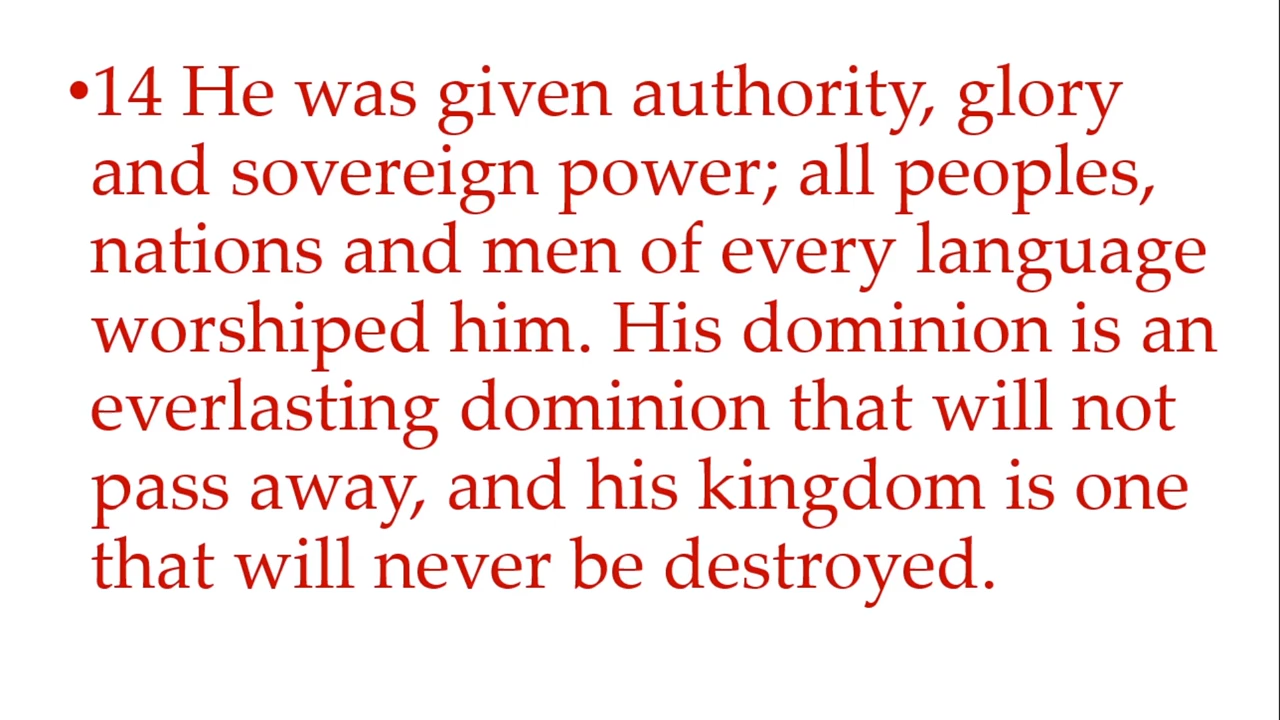 •14 He was given authority, glory
and sovereign power; all peoples,
nations and men of every language
worshiped him. His dominion is an
everlasting dominion that will not
pass away, and his kingdom is one
that will never be destroyed.